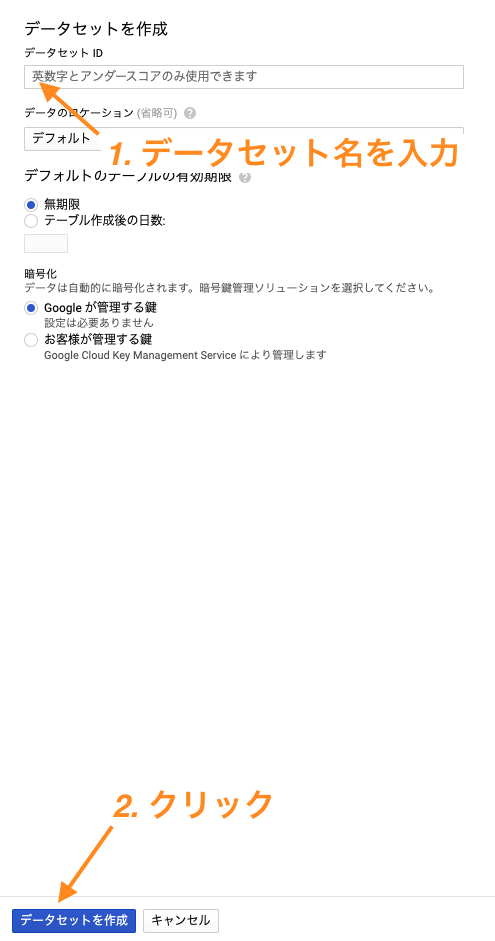 データセットを作成
データセット ID
英数字とアンダースコアのみ使用できます
データのロケーション (省略可) ?
デフォルト
1. データセット名を入力
デフォルトのテーブルの有効期限 ?
無期限
テーブル作成後の日数:
暗号化
データは自動的に暗号化されます。暗号鍵管理ソリューションを選択してください。
Google が管理する鍵
設定は必要ありません
お客様が管理する鍵
Google Cloud Key Management Service により管理します
2. クリック
データセットを作成 キャンセル